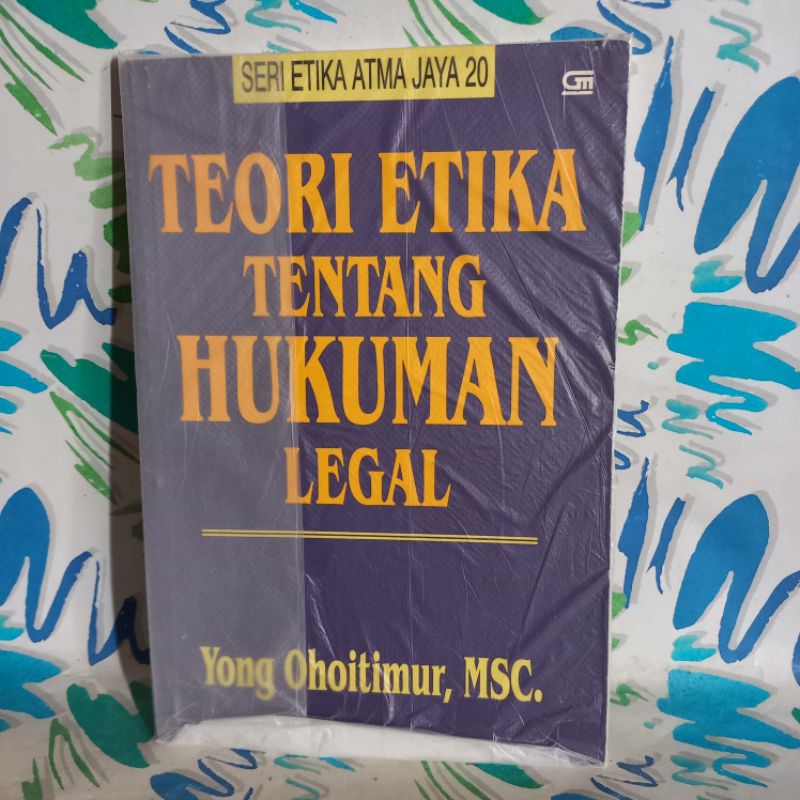 SERI ETIKA ATMA JAYA 20
TEORI ETIKA
TENTANG
HUKUMAN
LEGAL
Yong Ohoitimur, MSC.